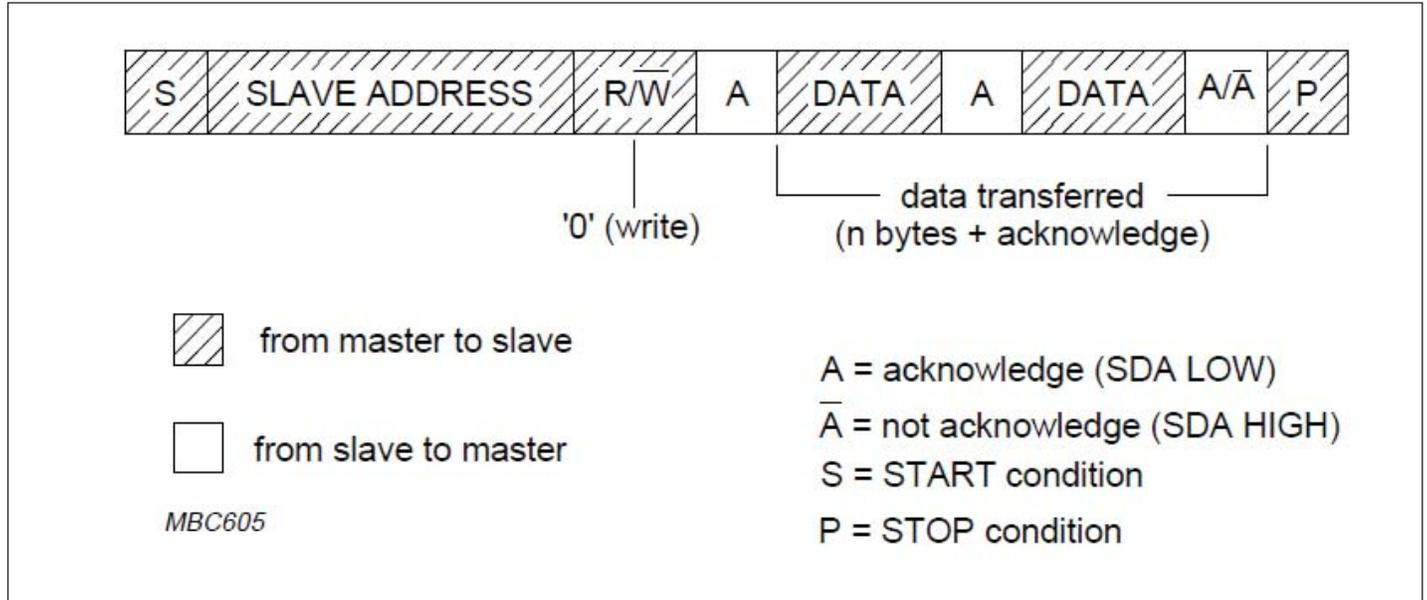 S SLAVE ADDRESS R/W̅ A DATA A DATA A/A̅ P
data transferred
'0' (write) (n bytes + acknowledge)
from master to slave
from slave to master
MBC605
A = acknowledge (SDA LOW)
A̅ = not acknowledge (SDA HIGH)
S = START condition
P = STOP condition